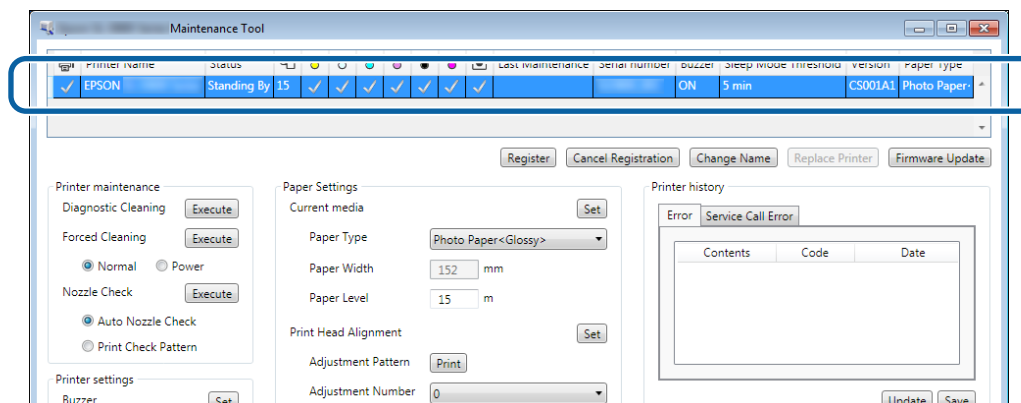 Maintenance Tool
Printer Name Status Last Maintenance Serial number Buzzer Sleep Mode Threshold Version Paper Type
EPSON Standing By 15 ON 5 min CS001A1 Photo Paper
Register Cancel Registration Change Name Replace Printer Firmware Update
Printer maintenance Paper Settings Printer history
Diagnostic Cleaning Execute Current media Set Error Service Call Error
Forced Cleaning Execute Paper Type Photo Paper<Glossy>
Contents Code Date
Normal Power Paper Width 152 mm
Nozzle Check Execute Paper Level 15 m
Auto Nozzle Check
Print Head Alignment Set
Print Check Pattern
Adjustment Pattern Print
Printer settings
Adjustment Number 0
Buzzer Set Update Save